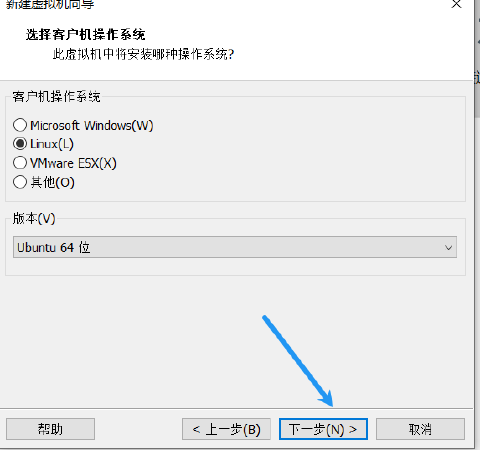 新建虚拟机向导
选择客户机操作系统
此虚拟机中将安装哪种操作系统?
客户机操作系统
Microsoft Windows(W)
Linux(L)
VMware ESX(X)
其他(O)
版本(V)
Ubuntu 64 位
帮助
< 上一步(B)
下一步(N) >
取消